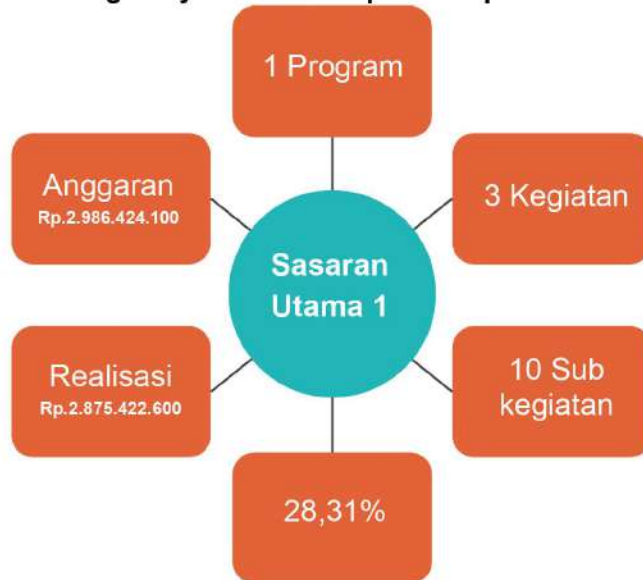 1 Program
Anggaran
Rp.2.986.424.100
3 Kegiatan
Sasaran
Utama 1
Realisasi
Rp.2.875.422.600
10 Sub
kegiatan
28,31%